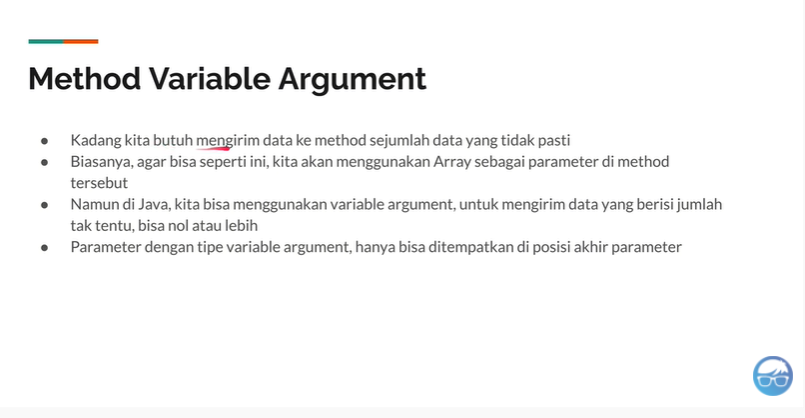 Method Variable Argument
● Kadang kita butuh mengirim data ke method sejumlah data yang tidak pasti
● Biasanya, agar bisa seperti ini, kita akan menggunakan Array sebagai parameter di method
tersebut
● Namun di Java, kita bisa menggunakan variable argument, untuk mengirim data yang berisi jumlah
tak tentu, bisa nol atau lebih
● Parameter dengan tipe variable argument, hanya bisa ditempatkan di posisi akhir parameter